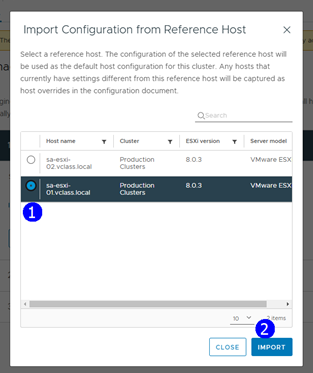 Import Configuration from Reference Host
Select a reference host. The configuration of the selected reference host will
be used as the default host configuration for this cluster. Any hosts that
currently have settings different from this reference host will be captured as
host overrides in the configuration document.
Search
Host name Cluster ESXi version Server model
sa-esxi-
02.vclass.local
Production
Clusters
8.0.3
VMware ESX
sa-esxi-
01.vclass.local
Production
Clusters
8.0.3
VMware ESX
1
10
2 items
2
CLOSE
IMPORT